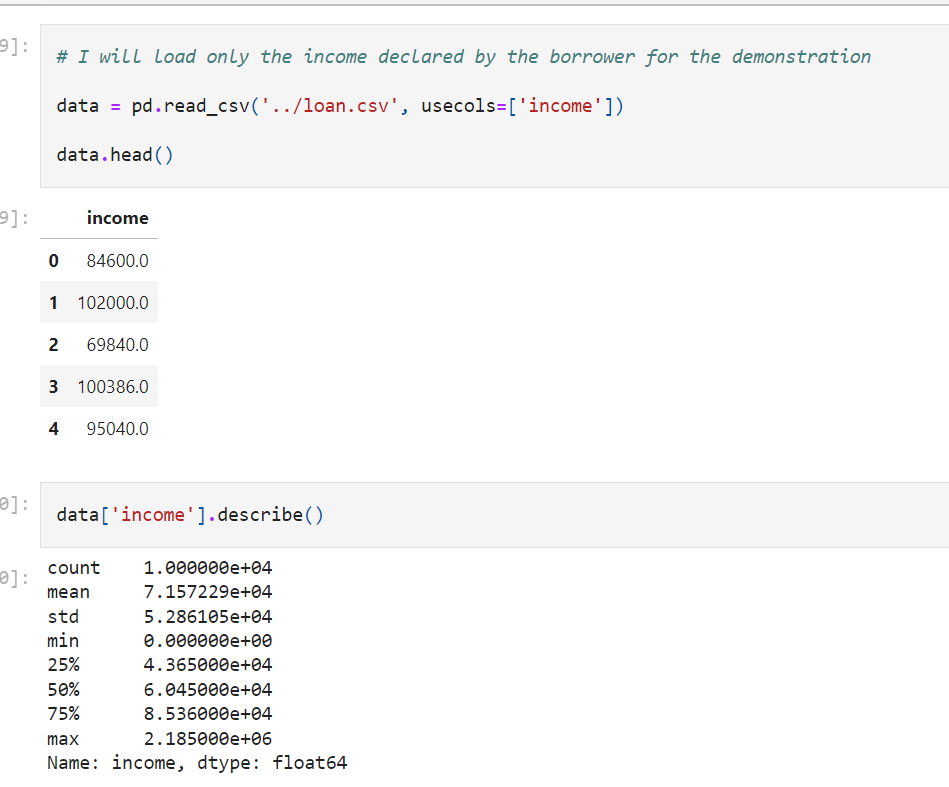 9]:
# I will load only the income declared by the borrower for the demonstration
data = pd.read_csv('../loan.csv', usecols=['income'])
data.head()
9]:
income
0 84600.0
1 102000.0
2 69840.0
3 100386.0
4 95040.0
0]:
data['income'].describe()
0]:
count 1.000000e+04
mean 7.157229e+04
std 5.286105e+04
min 0.000000e+00
25% 4.365000e+04
50% 6.045000e+04
75% 8.536000e+04
max 2.185000e+06
Name: income, dtype: float64